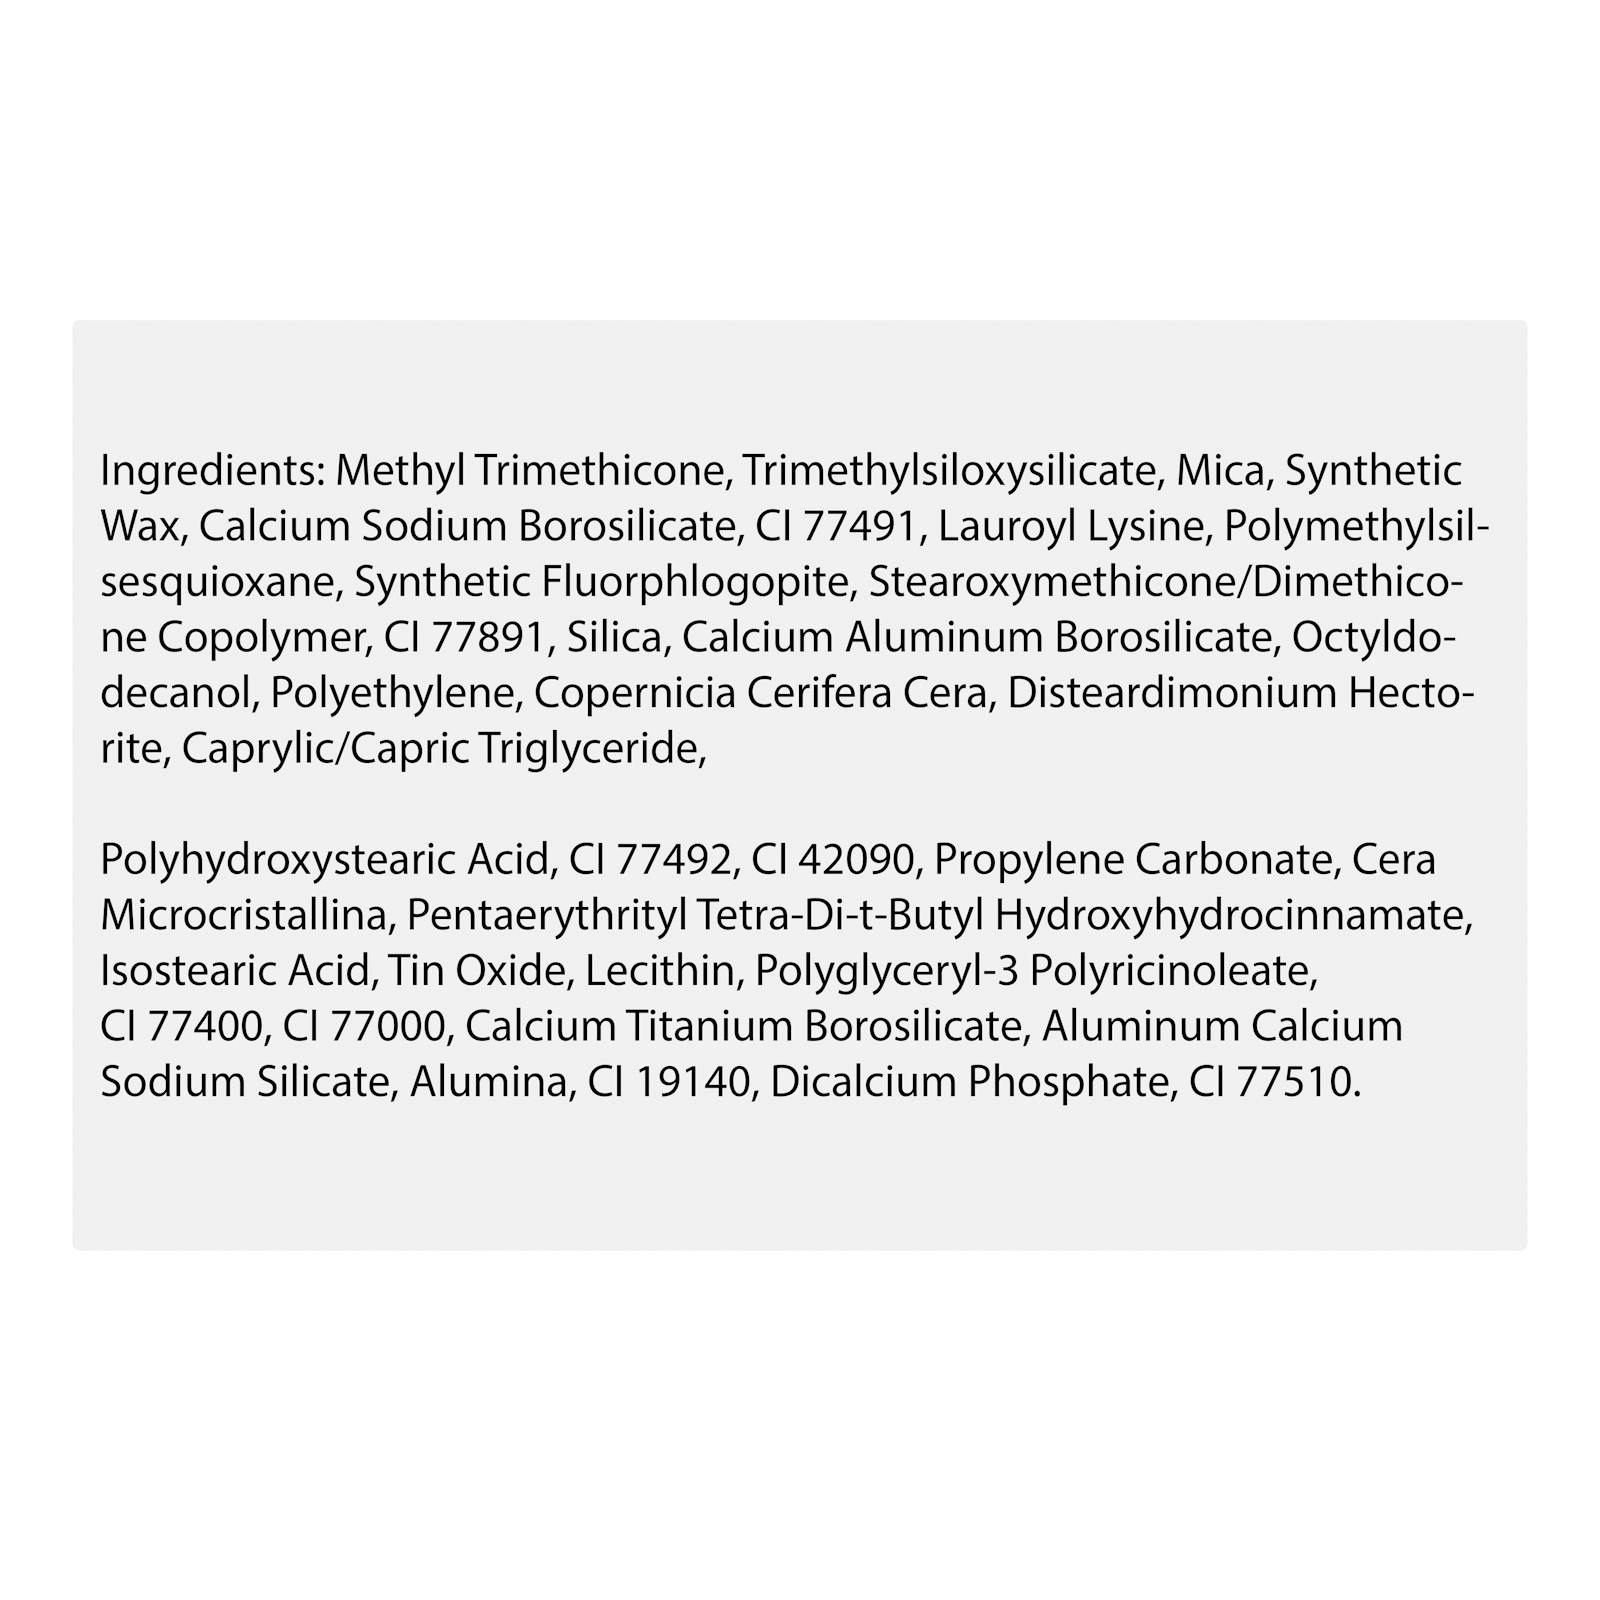 Ingredients: Methyl Trimethicone, Trimethylsiloxysilicate, Mica, Synthetic
Wax, Calcium Sodium Borosilicate, CI 77491, Lauroyl Lysine, Polymethylsil-
sesquioxane, Synthetic Fluorphlogopite, Stearoxymethicone/Dimethico-
ne Copolymer, CI 77891, Silica, Calcium Aluminum Borosilicate, Octyldo-
decanol, Polyethylene, Copernicia Cerifera Cera, Disteardimonium Hecto-
rite, Caprylic/Capric Triglyceride,
Polyhydroxystearic Acid, CI 77492, CI 42090, Propylene Carbonate, Cera
Microcristallina, Pentaerythrityl Tetra-Di-t-Butyl Hydroxyhydrocinnamate,
Isostearic Acid, Tin Oxide, Lecithin, Polyglyceryl-3 Polyricinoleate,
CI 77400, CI 77000, Calcium Titanium Borosilicate, Aluminum Calcium
Sodium Silicate, Alumina, CI 19140, Dicalcium Phosphate, CI 77510.